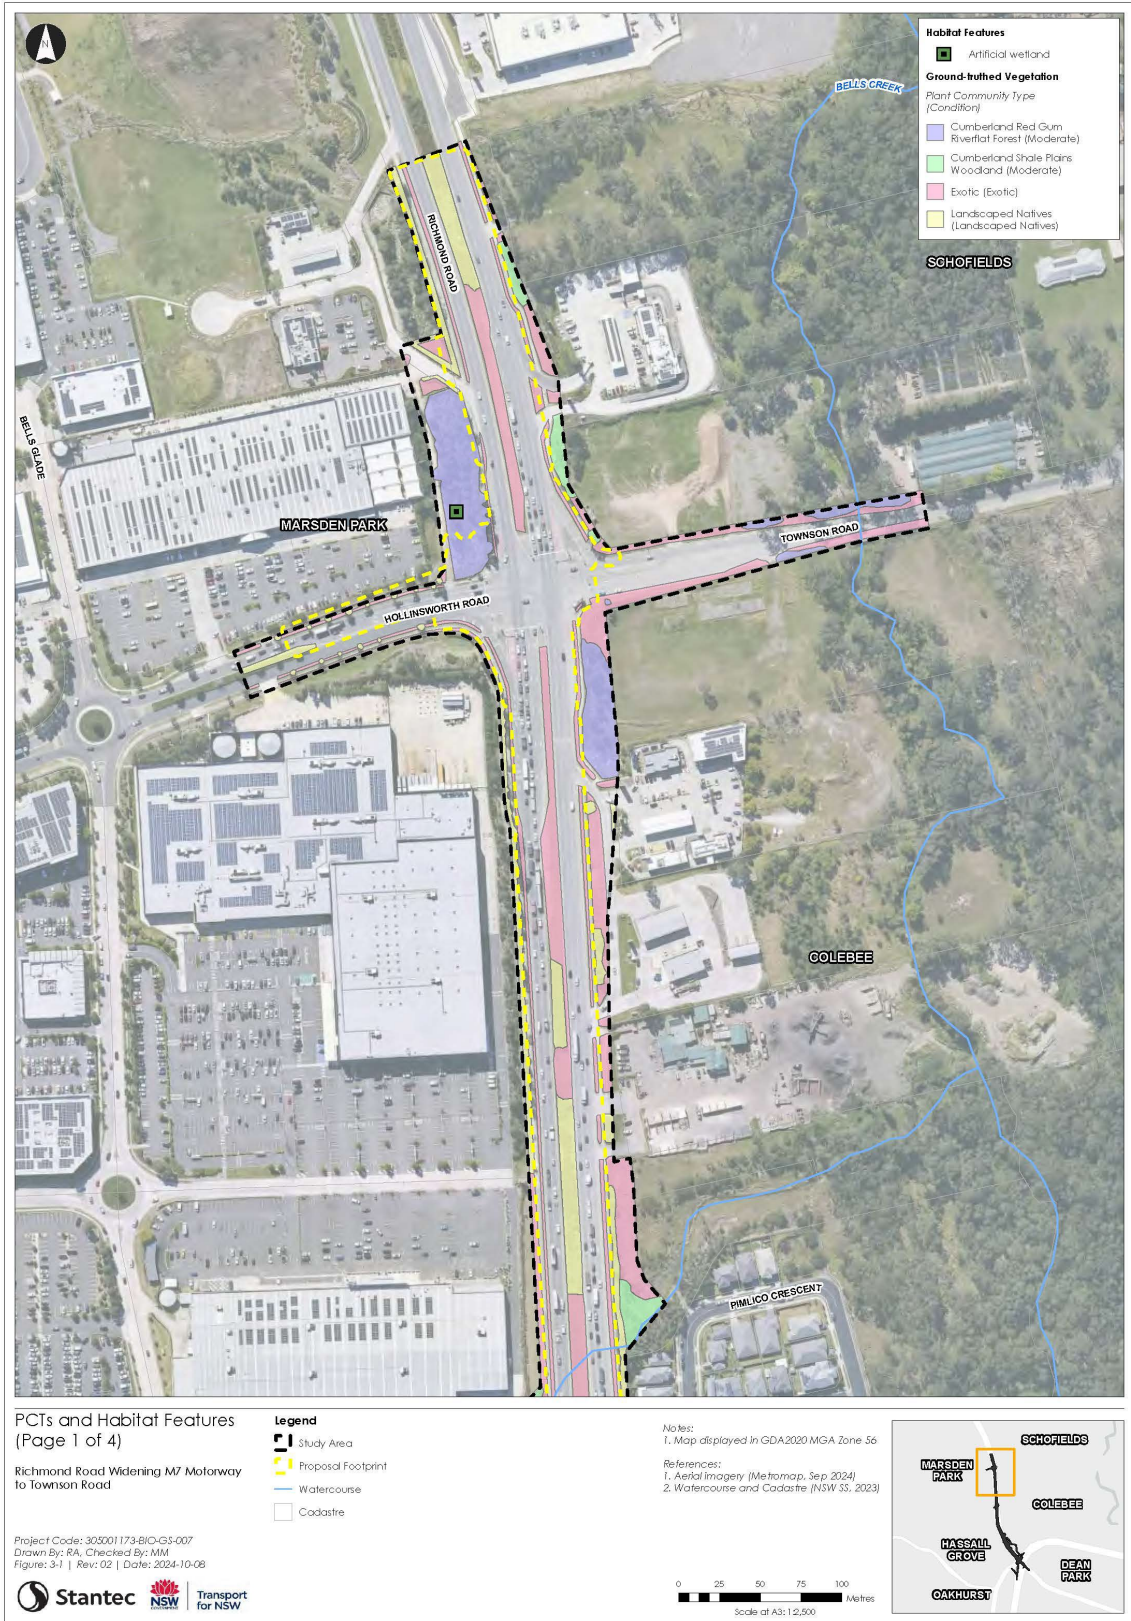 N
Habitat Features
Artificial wetland
Ground-truthed Vegetation
Plant Community Type
(Condition)
Cumberland Red Gum
Riverflat Forest (Moderate)
Cumberland Shale Plains
Woodland (Moderate)
Exotic (Exotic)
Landscaped Natives
(Landscaped Natives)
BELLS CREEK
SCHOFIELDS
RICHMOND ROAD
BELLS GLADE
MARSDEN PARK
TOWNSON ROAD
HOLLINSWORTH ROAD
COLEBEE
PIMLICO CRESCENT
PCTs and Habitat Features
(Page 1 of 4)
Richmond Road Widening M7 Motorway
to Townson Road
Project Code: 305001173-BIO-GS-007
Drawn By: RA, Checked By: MM
Figure: 3-1 | Rev: 02 | Date: 2024-10-08
Stantec
NSW
GOVERNMENT
Transport
for NSW
Legend
Study Area
Proposal Footprint
Watercourse
Cadastre
Notes:
1. Map displayed in GDA2020 MGA Zone 56
References:
1. Aerial imagery (Metromap, Sep 2024)
2. Watercourse and Cadastre (NSW SS, 2023)
0 25 50 75 100
Metres
Scale at A3: 1:2,500
SCHOFIELDS
MARSDEN
PARK
COLEBEE
HASSALL
GROVE
DEAN
PARK
OAKHURST